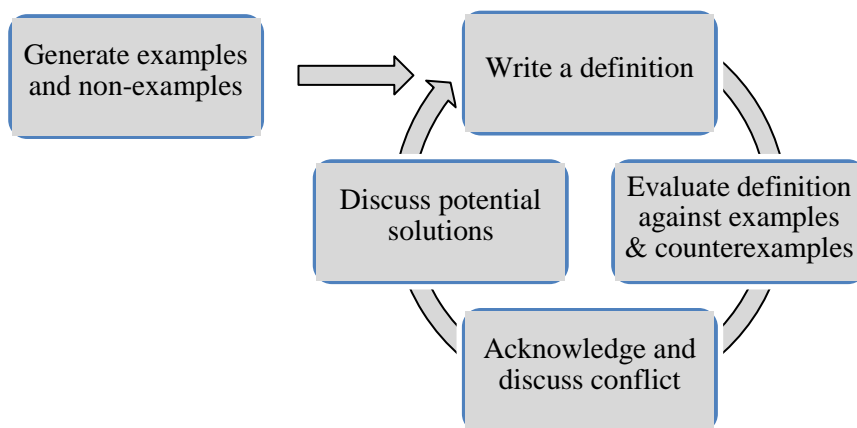 Generate examples
and non-examples
Write a definition
Evaluate definition
against examples
& counterexamples
Acknowledge and
discuss conflict
Discuss potential
solutions